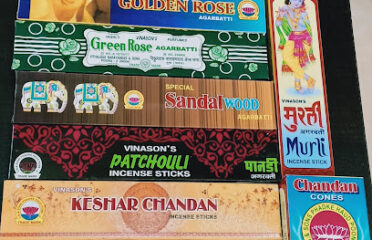 GOLDEN ROSE
AGARBATTI
Green Rose AGARBATTI
SPECIAL
SandalWOOD
AGARBATTI
VINASON'S
PATCHOULI
INCENSE STICKS
पानडी
अगरबत्ती
VINASON'S
KESHAR CHANDAN
INCENSE STICKS
VINASON'S
मुरली
अगरबत्ती
Murli
INCENSE STICK
Chandan
CONES